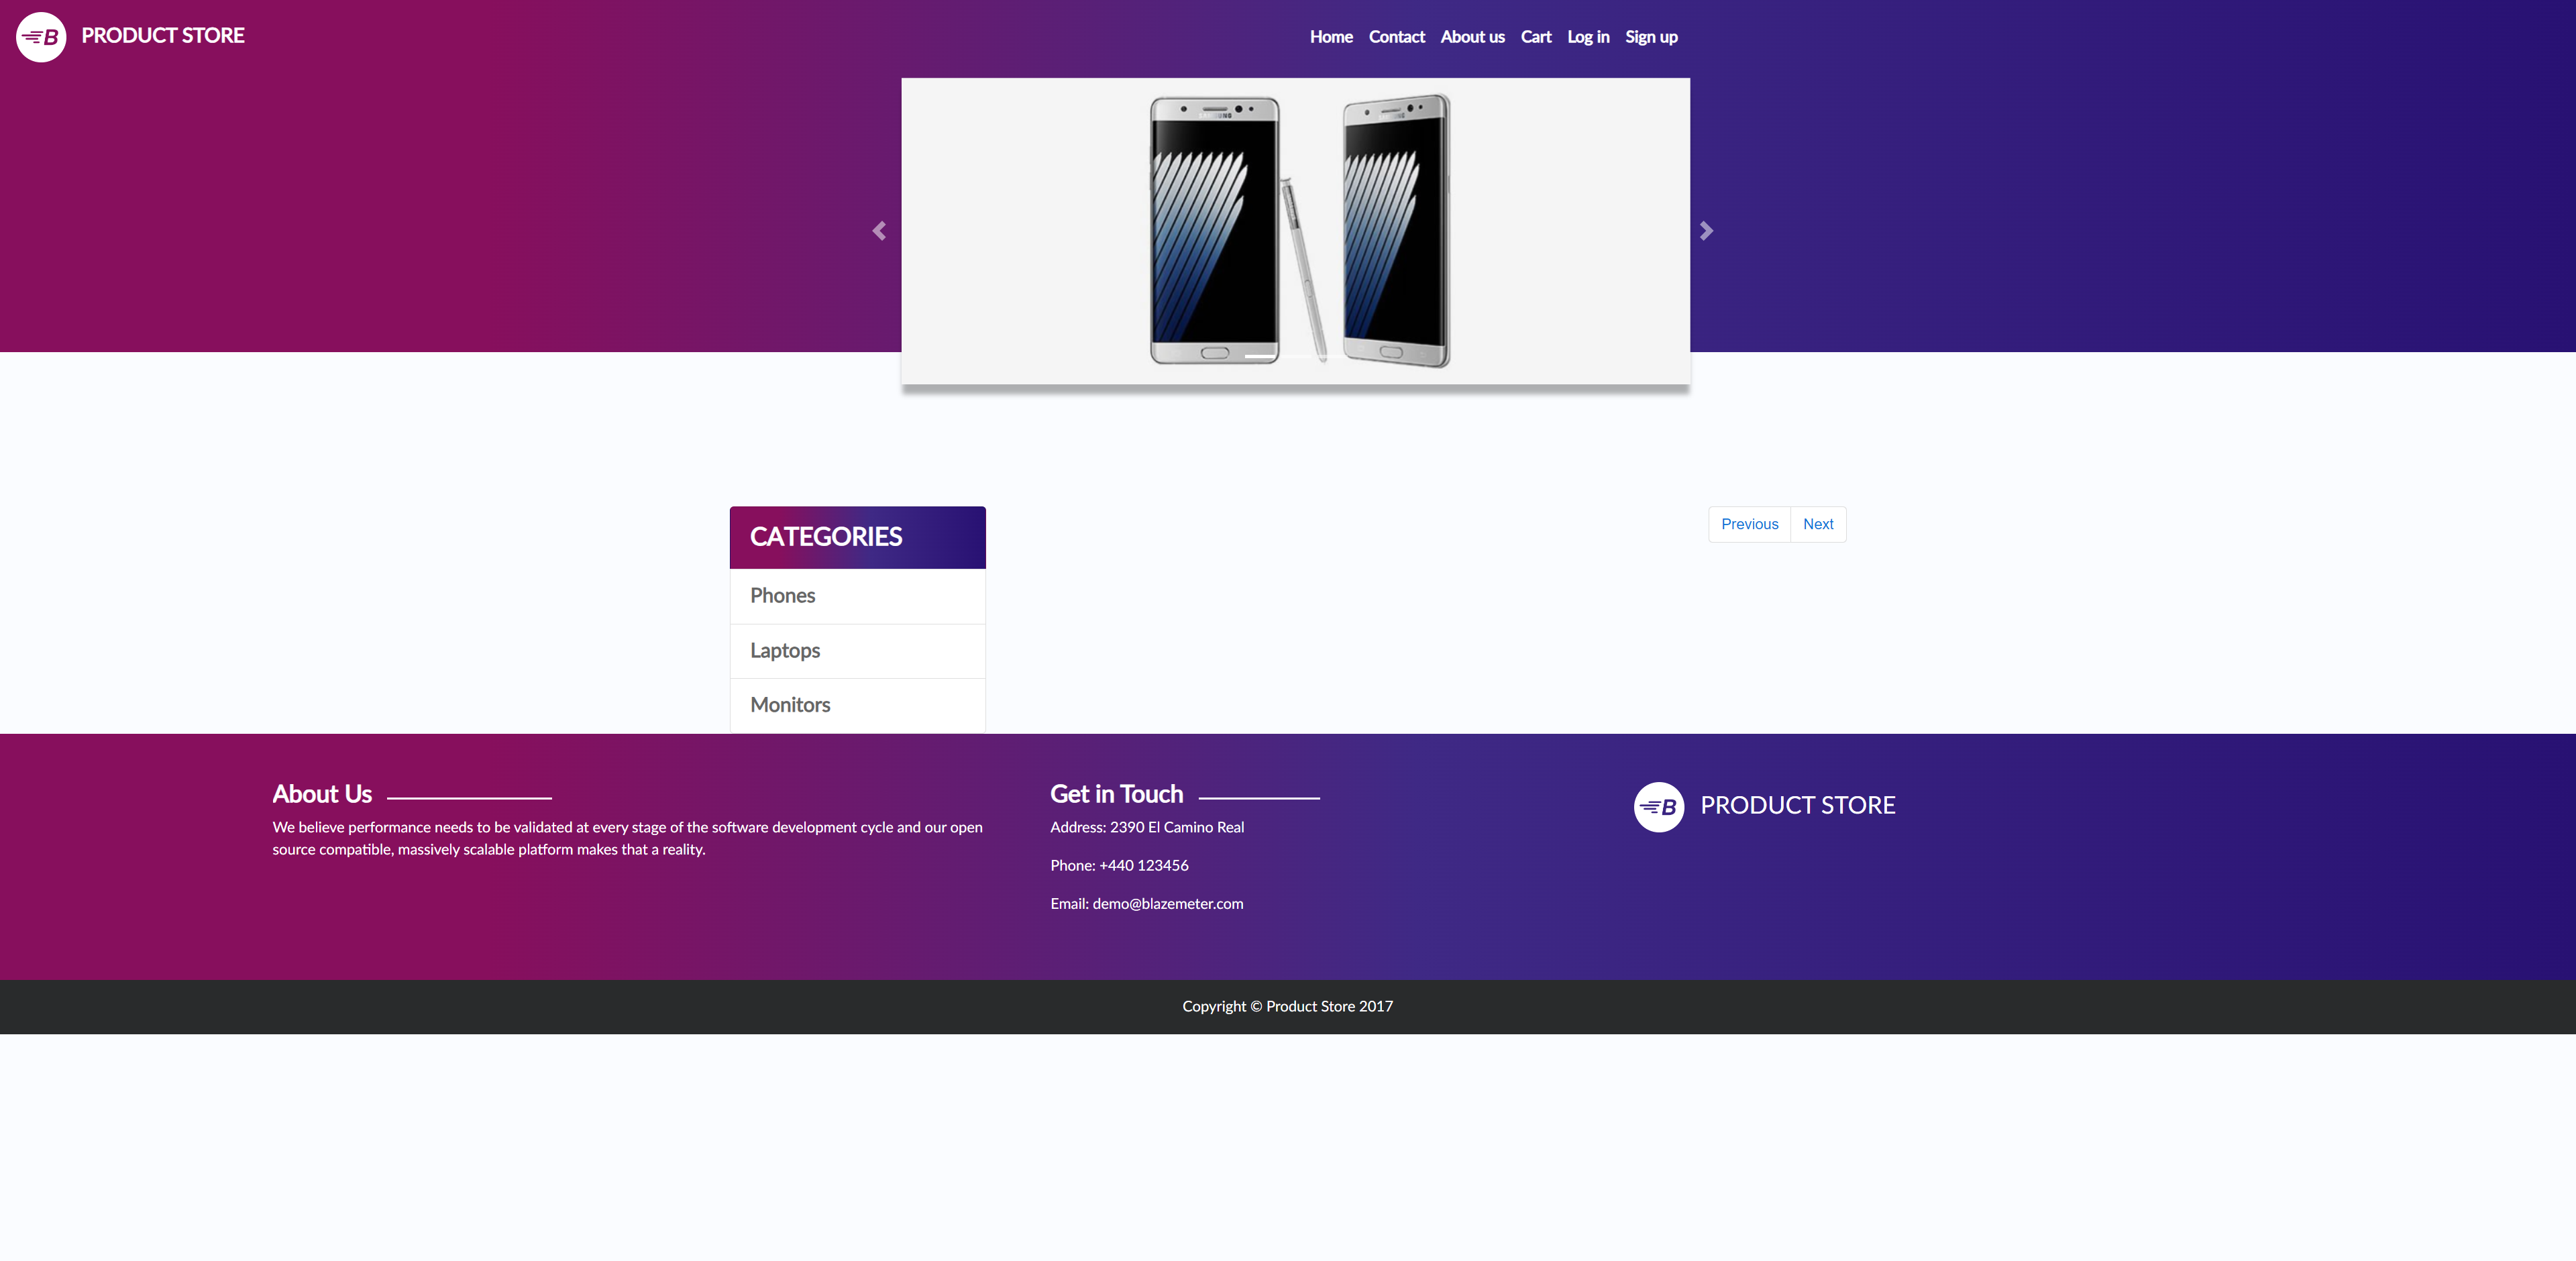 B PRODUCT STORE
Home Contact About us Cart Log in Sign up
SAMSUNG SAMSUNG
CATEGORIES
Previous Next
Phones
Laptops
Monitors
About Us
We believe performance needs to be validated at every stage of the software development cycle and our open
source compatible, massively scalable platform makes that a reality.
Get in Touch
Address: 2390 El Camino Real
Phone: +440 123456
Email: demo@blazemeter.com
B PRODUCT STORE
Copyright © Product Store 2017